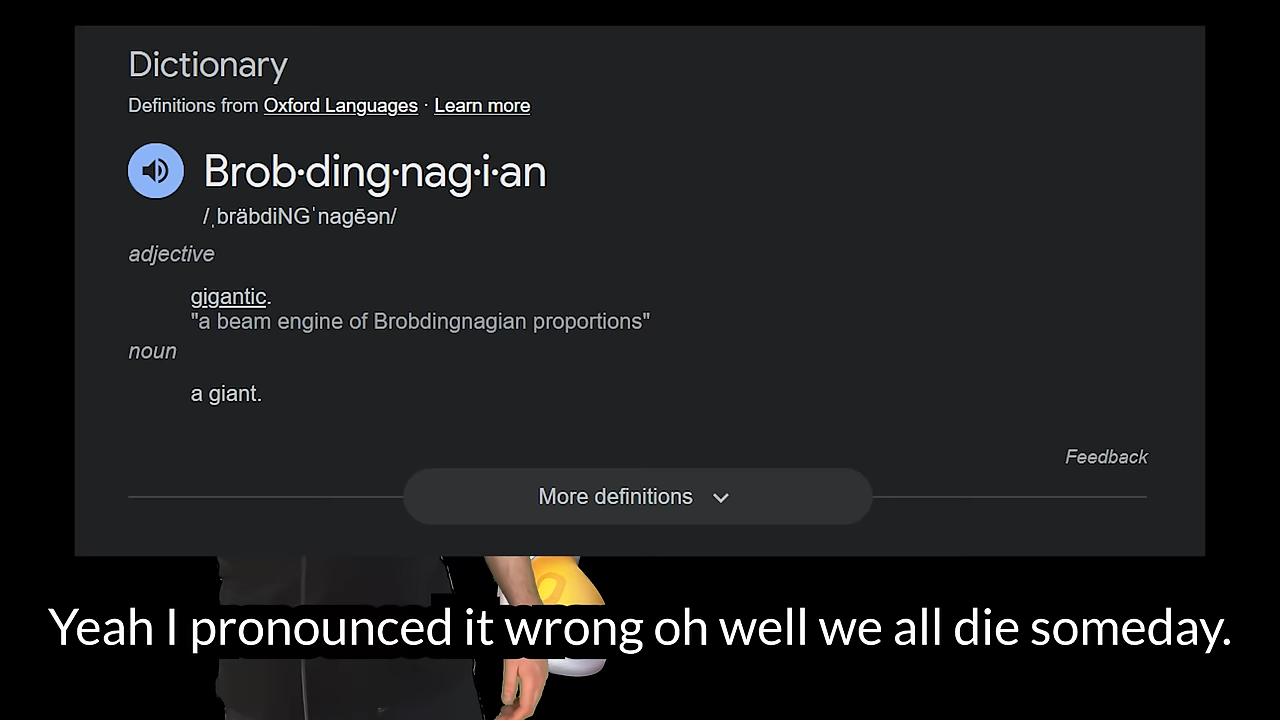 Dictionary
Definitions from Oxford Languages · Learn more
Brob·ding·nag·i·an
/ˌbräbdiNGˈnagēən/
adjective
gigantic.
"a beam engine of Brobdingnagian proportions"
noun
a giant.
Feedback
More definitions
Yeah I pronounced it wrong oh well we all die someday.